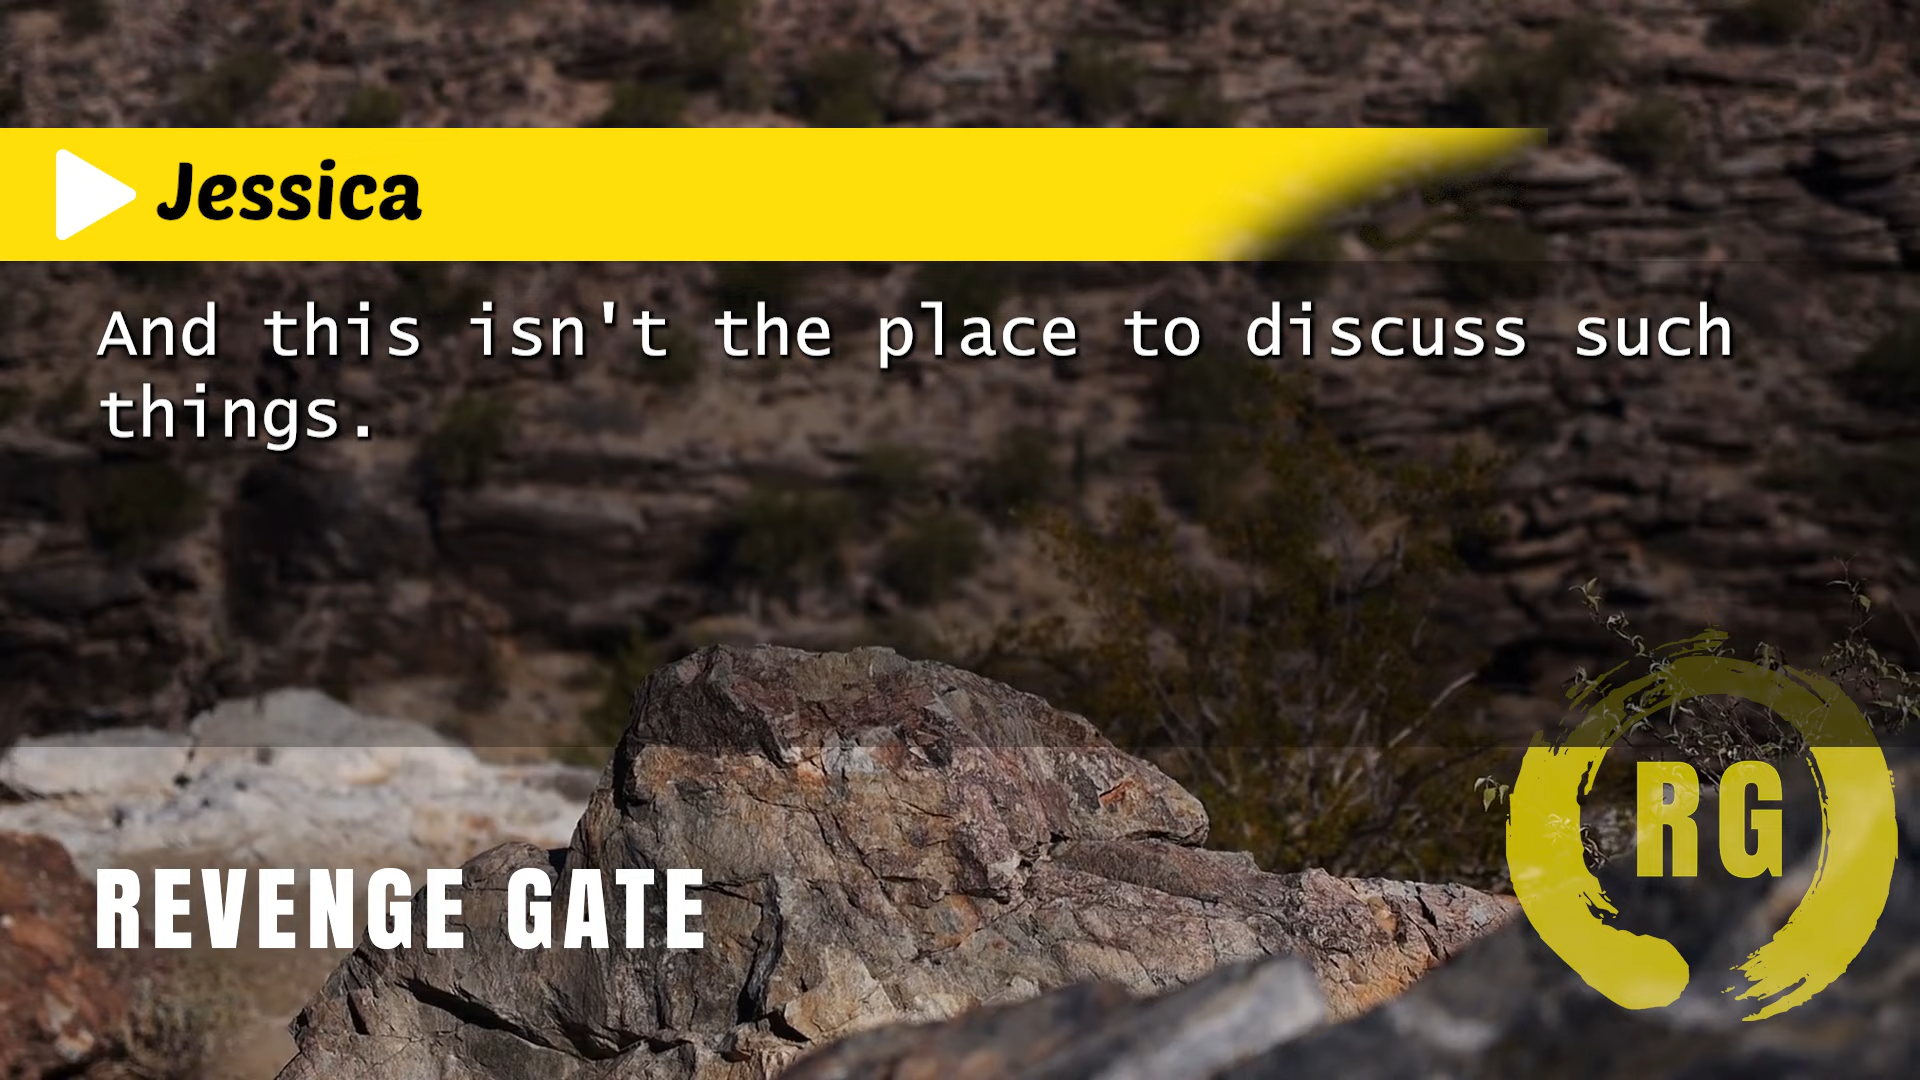 Jessica
And this isn't the place to discuss such
things.
REVENGE GATE
RG